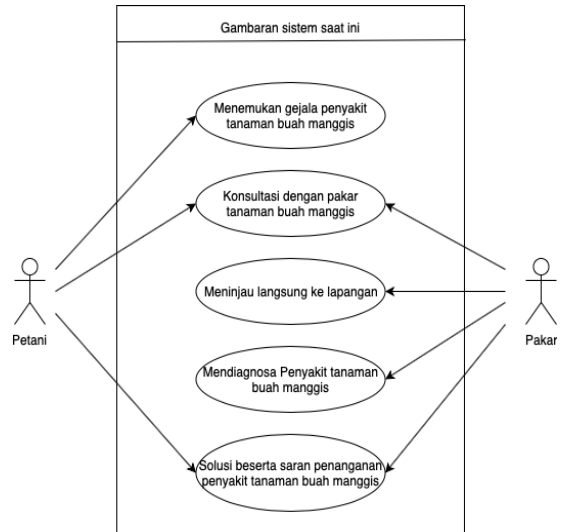 Gambaran sistem saat ini
Menemukan gejala penyakit
tanaman buah manggis
Konsultasi dengan pakar
tanaman buah manggis
Meninjau langsung ke lapangan
Petani
Pakar
Mendiagnosa Penyakit tanaman
buah manggis
Solusi beserta saran penanganan
penyakit tanaman buah manggis